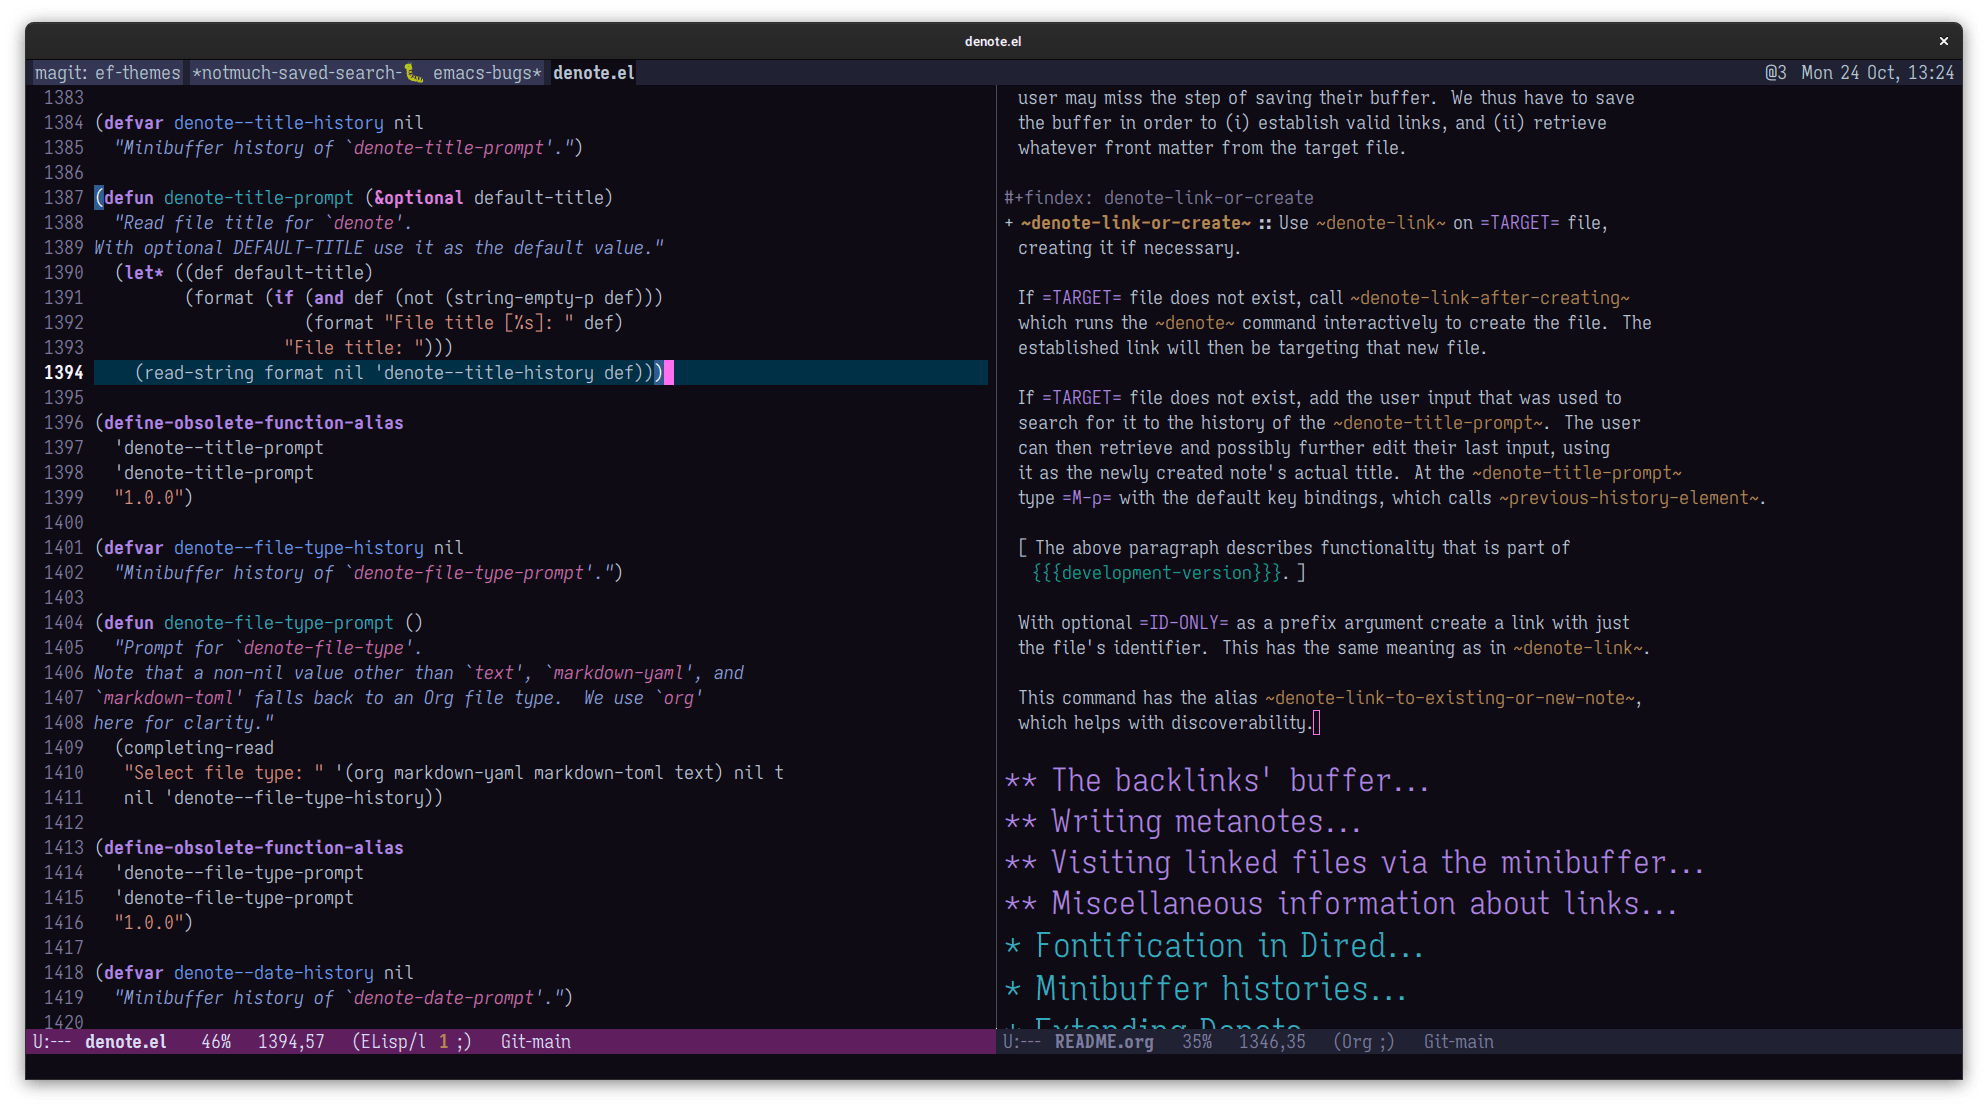 denote.el
magit: ef-themes *notmuch-saved-search-🐛 emacs-bugs* denote.el @3 Mon 24 Oct, 13:24
1383
1384 (defvar denote--title-history nil
1385   "Minibuffer history of `denote-title-prompt'.")
1386
1387 (defun denote-title-prompt (&optional default-title)
1388   "Read file title for `denote'.
1389 With optional DEFAULT-TITLE use it as the default value."
1390   (let* ((def default-title)
1391          (format (if (and def (not (string-empty-p def)))
1392                      (format "File title [%s]: " def)
1393                    "File title: ")))
1394     (read-string format nil 'denote--title-history def)))
1395
1396 (define-obsolete-function-alias
1397   'denote--title-prompt
1398   'denote-title-prompt
1399   "1.0.0")
1400
1401 (defvar denote--file-type-history nil
1402   "Minibuffer history of `denote-file-type-prompt'.")
1403
1404 (defun denote-file-type-prompt ()
1405   "Prompt for `denote-file-type'.
1406 Note that a non-nil value other than `text', `markdown-yaml', and
1407 `markdown-toml' falls back to an Org file type.  We use `org'
1408 here for clarity."
1409   (completing-read
1410    "Select file type: " '(org markdown-yaml markdown-toml text) nil t
1411    nil 'denote--file-type-history))
1412
1413 (define-obsolete-function-alias
1414   'denote--file-type-prompt
1415   'denote-file-type-prompt
1416   "1.0.0")
1417
1418 (defvar denote--date-history nil
1419   "Minibuffer history of `denote-date-prompt'.")
1420
U:--- denote.el 46% 1394,57 (ELisp/l 1 ;) Git-main
user may miss the step of saving their buffer.  We thus have to save
the buffer in order to (i) establish valid links, and (ii) retrieve
whatever front matter from the target file.
#+findex: denote-link-or-create
+ ~denote-link-or-create~ :: Use ~denote-link~ on =TARGET= file,
creating it if necessary.
If =TARGET= file does not exist, call ~denote-link-after-creating~
which runs the ~denote~ command interactively to create the file.  The
established link will then be targeting that new file.
If =TARGET= file does not exist, add the user input that was used to
search for it to the history of the ~denote-title-prompt~.  The user
can then retrieve and possibly further edit their last input, using
it as the newly created note's actual title.  At the ~denote-title-prompt~
type =M-p= with the default key bindings, which calls ~previous-history-element~.
[ The above paragraph describes functionality that is part of
{{{development-version}}}. ]
With optional =ID-ONLY= as a prefix argument create a link with just
the file's identifier.  This has the same meaning as in ~denote-link~.
This command has the alias ~denote-link-to-existing-or-new-note~,
which helps with discoverability.
** The backlinks' buffer...
** Writing metanotes...
** Visiting linked files via the minibuffer...
** Miscellaneous information about links...
* Fontification in Dired...
* Minibuffer histories...
* Extending Denote
U:--- README.org 35% 1346,35 (Org ;) Git-main